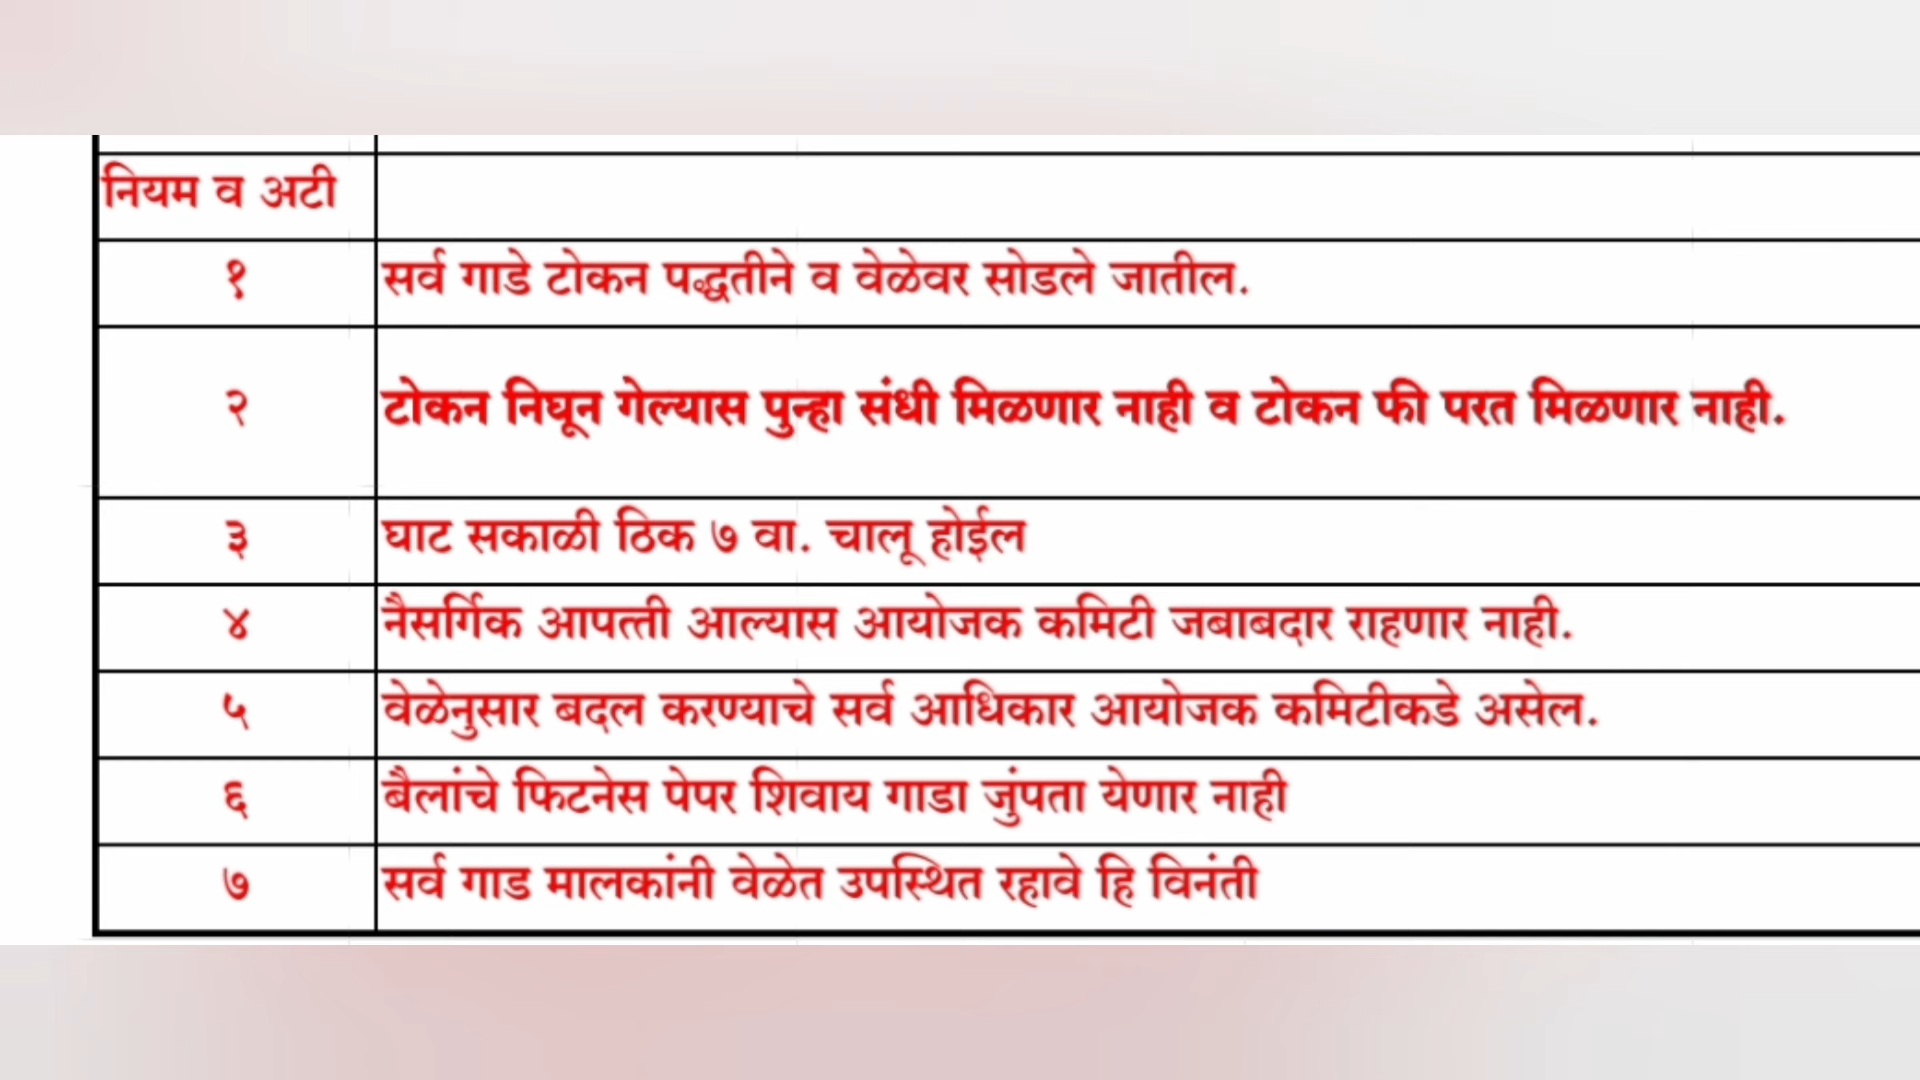 नियम व अटी
१ सर्व गाडे टोकन पद्धतीने व वेळेवर सोडले जातील.
२ टोकन निघून गेल्यास पुन्हा संधी मिळणार नाही व टोकन फी परत मिळणार नाही.
३ घाट सकाळी ठिक ७ वा. चालू होईल
४ नैसर्गिक आपत्ती आल्यास आयोजक कमिटी जबाबदार राहणार नाही.
५ वेळेनुसार बदल करण्याचे सर्व आधिकार आयोजक कमिटीकडे असेल.
६ बैलांचे फिटनेस पेपर शिवाय गाडा जुंपता येणार नाही
७ सर्व गाड मालकांनी वेळेत उपस्थित रहावे हि विनंती